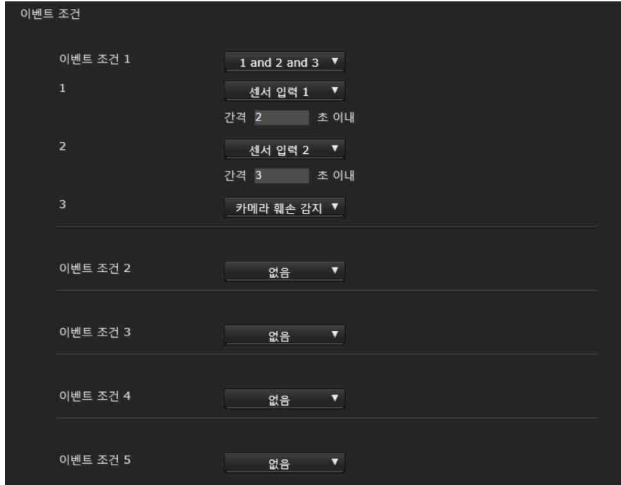 이벤트 조건
이벤트 조건 1 1 and 2 and 3
1 센서 입력 1
간격 2 초 이내
2 센서 입력 2
간격 3 초 이내
3 카메라 훼손 감지
이벤트 조건 2 없음
이벤트 조건 3 없음
이벤트 조건 4 없음
이벤트 조건 5 없음